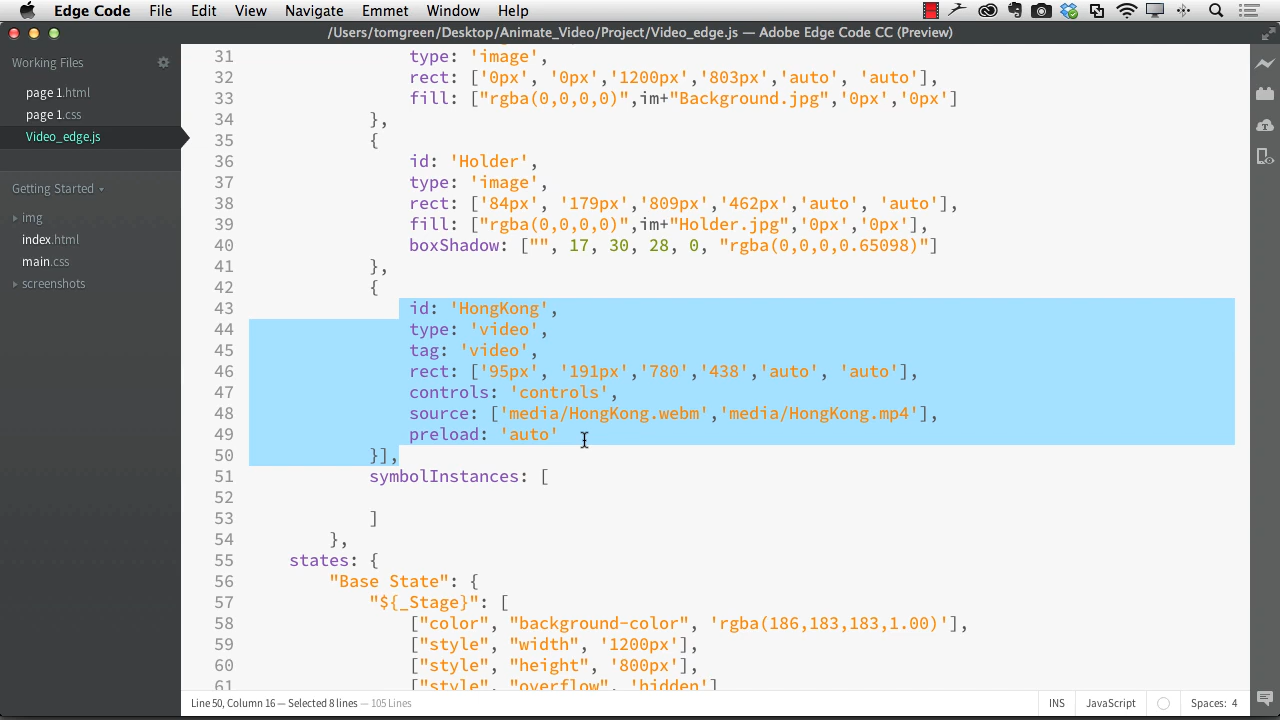 Edge Code File Edit View Navigate Emmet Window Help
/Users/tomgreen/Desktop/Animate_Video/Project/Video_edge.js — Adobe Edge Code CC (Preview)
Working Files
page 1.html
page 1.css
Video_edge.js
Getting Started
img
index.html
main.css
screenshots
31 type: 'image',
32 rect: ['0px', '0px','1200px','803px','auto', 'auto'],
33 fill: ["rgba(0,0,0,0)",im+"Background.jpg",'0px','0px']
34 },
35 {
36 id: 'Holder',
37 type: 'image',
38 rect: ['84px', '179px','809px','462px','auto', 'auto'],
39 fill: ["rgba(0,0,0,0)",im+"Holder.jpg",'0px','0px'],
40 boxShadow: ["", 17, 30, 28, 0, "rgba(0,0,0,0.65098)"]
41 },
42 {
43 id: 'HongKong',
44 type: 'video',
45 tag: 'video',
46 rect: ['95px', '191px','780','438','auto', 'auto'],
47 controls: 'controls',
48 source: ['media/HongKong.webm','media/HongKong.mp4'],
49 preload: 'auto'
50 }],
51 symbolInstances: [
52
53 ]
54 },
55 states: {
56 "Base State": {
57 "${_Stage}": [
58 ["color", "background-color", 'rgba(186,183,183,1.00)'],
59 ["style", "width", '1200px'],
60 ["style", "height", '800px'],
61 ["style", "overflow", 'hidden']
Line 50, Column 16 — Selected 8 lines — 105 Lines INS JavaScript Spaces: 4